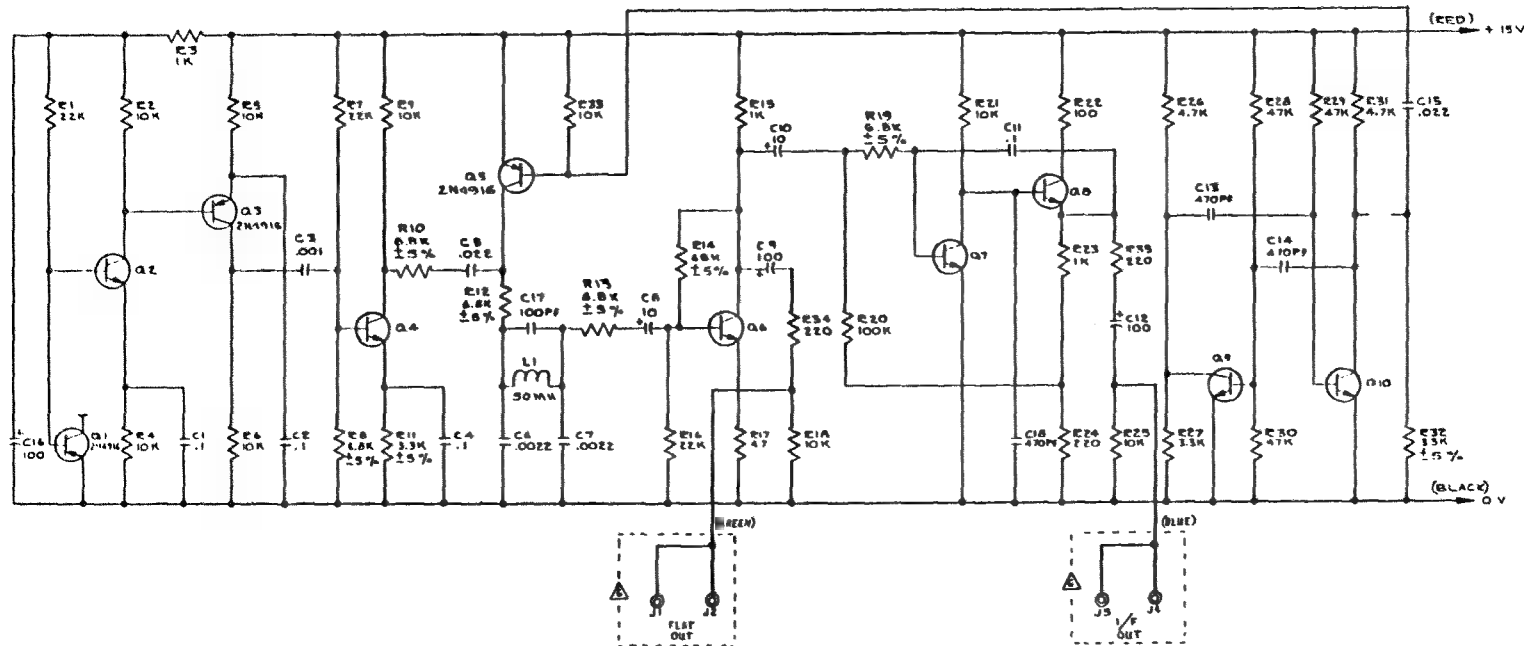 (RED)
+ 15 V
R3
1K
R1
22K
R2
10K
R5
10K
R7
22K
R9
10K
R33
10K
R15
1K
C10
10
R19
6.8K
±5%
R21
10K
C11
.1
R22
100
R26
4.7K
R28
47K
R29
47K
R31
4.7K
C15
.022
Q5
2N4916
Q3
2N4916
Q8
C13
470PF
R10
6.8K
±5%
C5
.022
R14
68K
±5%
C9
100
R23
1K
R35
220
C14
470PF
C3
.001
Q2
Q7
R12
6.8K
±5%
C17
100PF
R13
6.8K
±5%
C8
10
Q4
Q6
R34
220
R20
100K
C12
100
L1
50MH
Q9
Q10
C16
100
Q1
2N4916
R4
10K
C1
.1
R6
10K
C2
.1
R8
6.8K
±5%
R11
3.3K
±5%
C4
.1
C6
.0022
C7
.0022
R16
22K
R17
47
R18
10K
C18
470PF
R24
220
R25
10K
R27
3.3K
R30
47K
R32
33K
±5%
(BLACK)
0 V
(BLUE)
J1
J2
FLAT
OUT
J3
J4
1/F
OUT